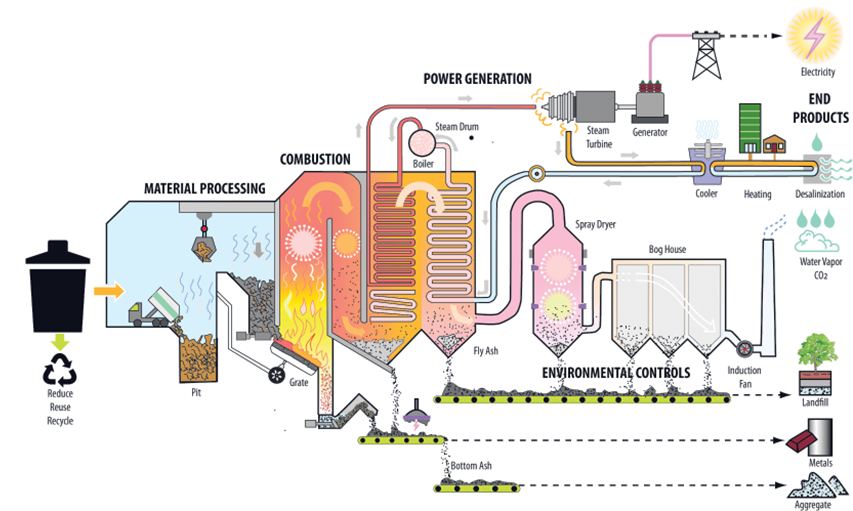 POWER GENERATION
Electricity
END
PRODUCTS
Steam Drum
Steam
Turbine
Generator
COMBUSTION
Boiler
MATERIAL PROCESSING
Cooler
Heating
Desalinization
Spray Dryer
Bog House
Water Vapor
CO2
Fly Ash
ENVIRONMENTAL CONTROLS
Induction
Fan
Grate
Pit
Reduce
Reuse
Recycle
Landfill
Metals
Bottom Ash
Aggregate